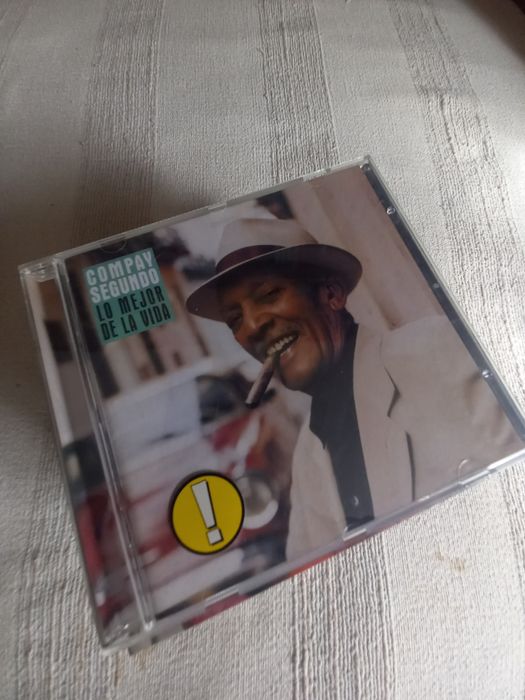 COMPAY
SEGUNDO
LO MEJOR
DE LA VIDA
!